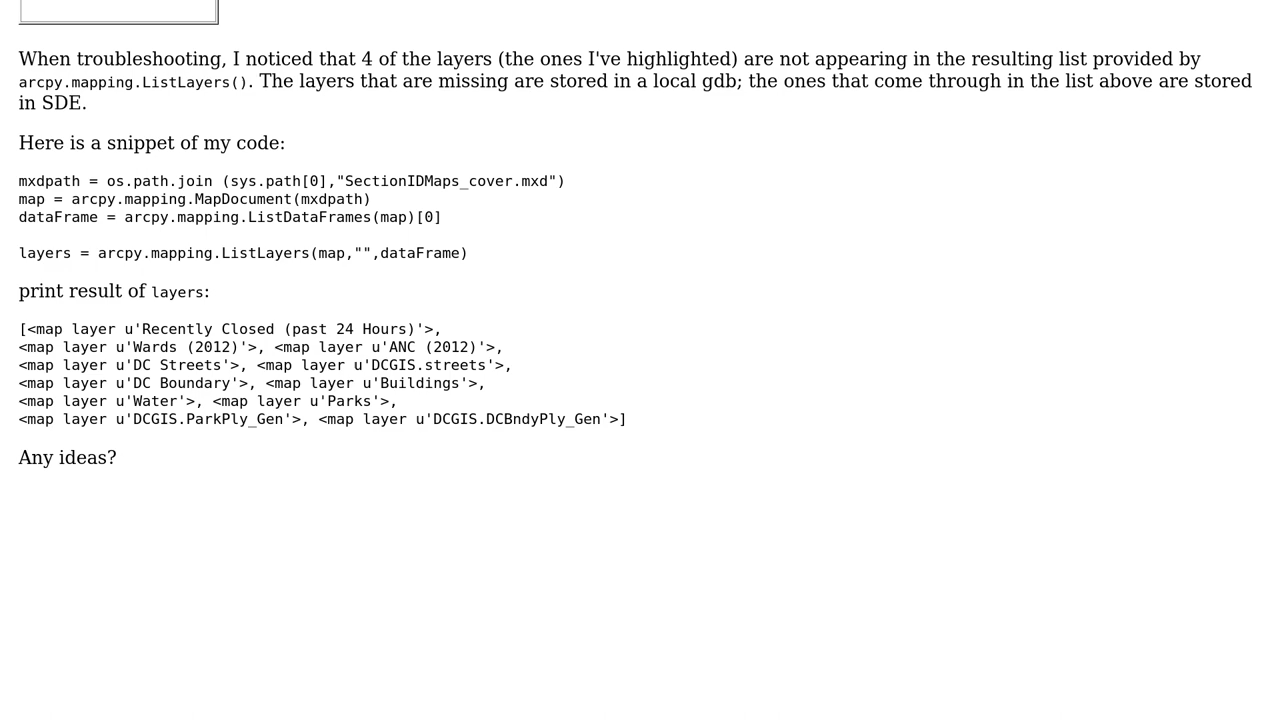 When troubleshooting, I noticed that 4 of the layers (the ones I've highlighted) are not appearing in the resulting list provided by
arcpy.mapping.ListLayers(). The layers that are missing are stored in a local gdb; the ones that come through in the list above are stored
in SDE.
Here is a snippet of my code:
mxdpath = os.path.join (sys.path[0],"SectionIDMaps_cover.mxd")
map = arcpy.mapping.MapDocument(mxdpath)
dataFrame = arcpy.mapping.ListDataFrames(map)[0]
layers = arcpy.mapping.ListLayers(map,"",dataFrame)
print result of layers:
[<map layer u'Recently Closed (past 24 Hours)'>,
<map layer u'Wards (2012)'>, <map layer u'ANC (2012)'>,
<map layer u'DC Streets'>, <map layer u'DCGIS.streets'>,
<map layer u'DC Boundary'>, <map layer u'Buildings'>,
<map layer u'Water'>, <map layer u'Parks'>,
<map layer u'DCGIS.ParkPly_Gen'>, <map layer u'DCGIS.DCBndyPly_Gen'>]
Any ideas?